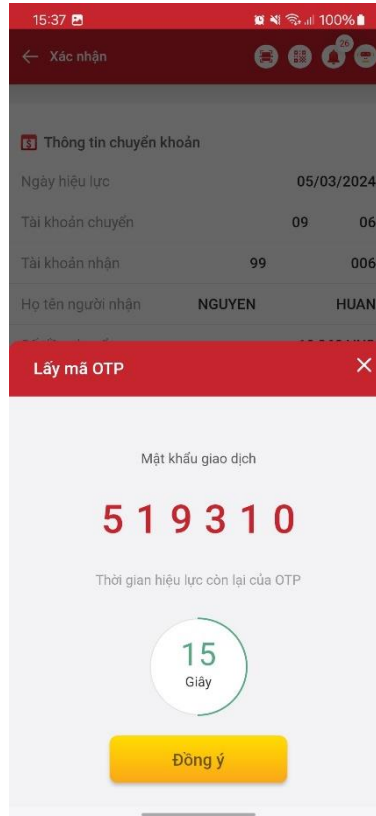 15:37 100%
Xác nhận 26
Thông tin chuyển khoản
Ngày hiệu lực 05/03/2024
Tài khoản chuyển 09 06
Tài khoản nhận 99 006
Họ tên người nhận NGUYEN HUAN
Lấy mã OTP
Mật khẩu giao dịch
519310
Thời gian hiệu lực còn lại của OTP
15
Giây
Đồng ý